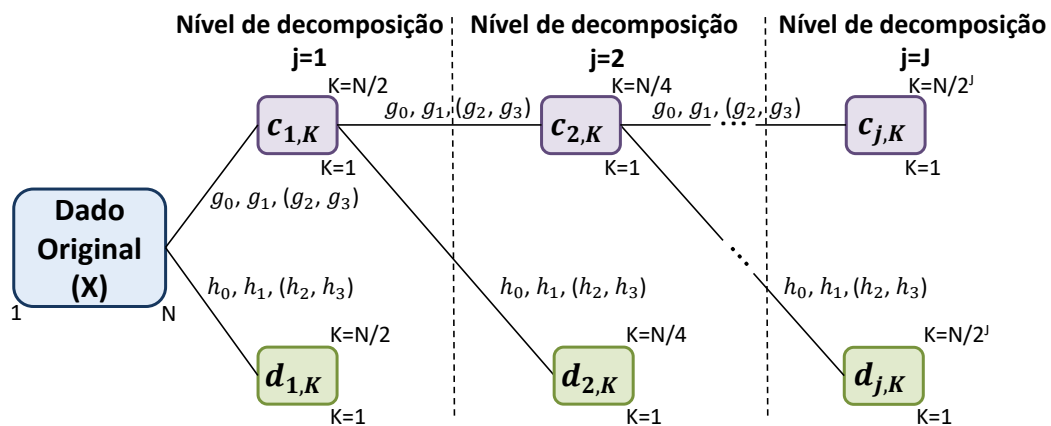 Nível de decomposição Nível de decomposição Nível de decomposição
j=1 j=2 j=J
K=N/2 K=N/4 K=N/2ᴶ
g₀, g₁, (g₂, g₃) g₀, g₁, (g₂, g₃)
c₁,K c₂,K ··· cⱼ,K
K=1 K=1 K=1
g₀, g₁, (g₂, g₃)
Dado
Original
(X)
···
h₀, h₁, (h₂, h₃) h₀, h₁, (h₂, h₃) h₀, h₁, (h₂, h₃)
1 N
K=N/2 K=N/4 K=N/2ᴶ
d₁,K d₂,K dⱼ,K
K=1 K=1 K=1